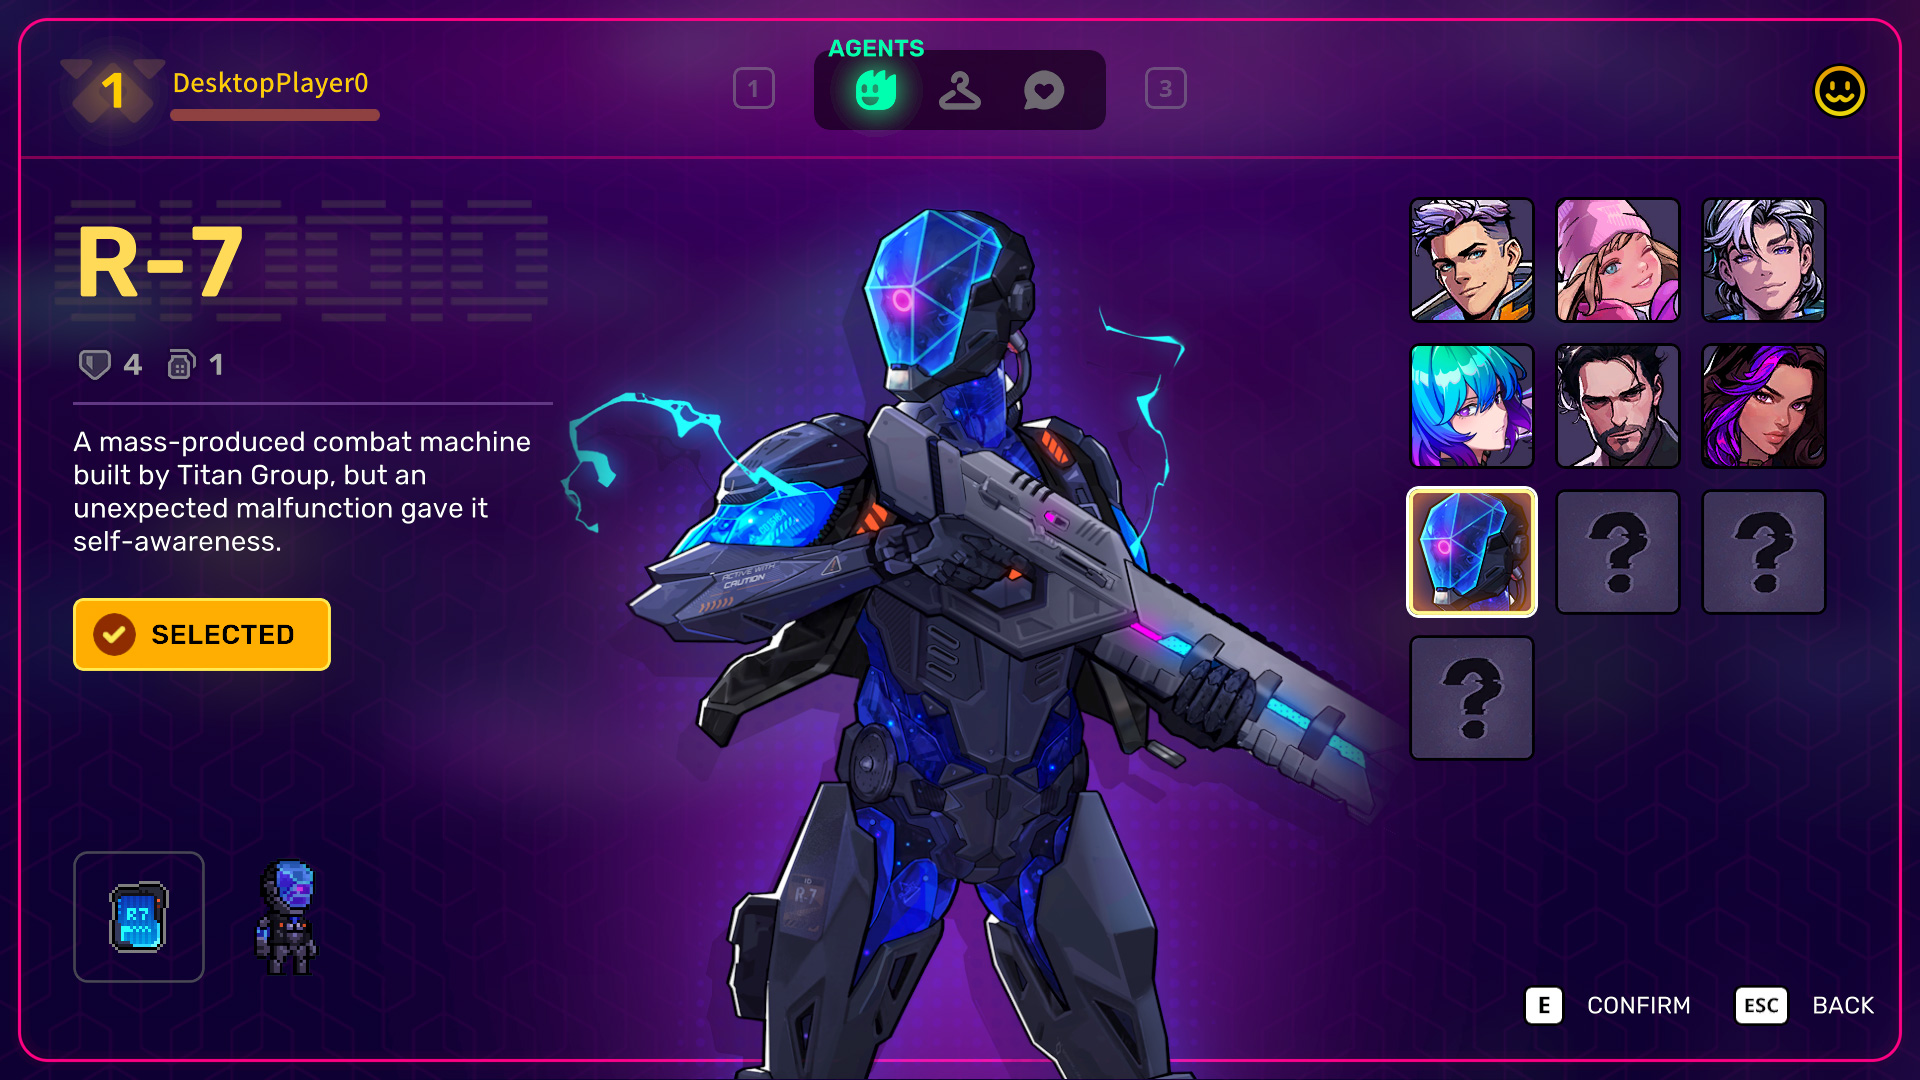 AGENTS
1 DesktopPlayer0
1
3
R-7
4 1
A mass-produced combat machine
built by Titan Group, but an
unexpected malfunction gave it
self-awareness.
SELECTED
ACTIVE WITH
CAUTION
ID
R-7
R7
E CONFIRM ESC BACK